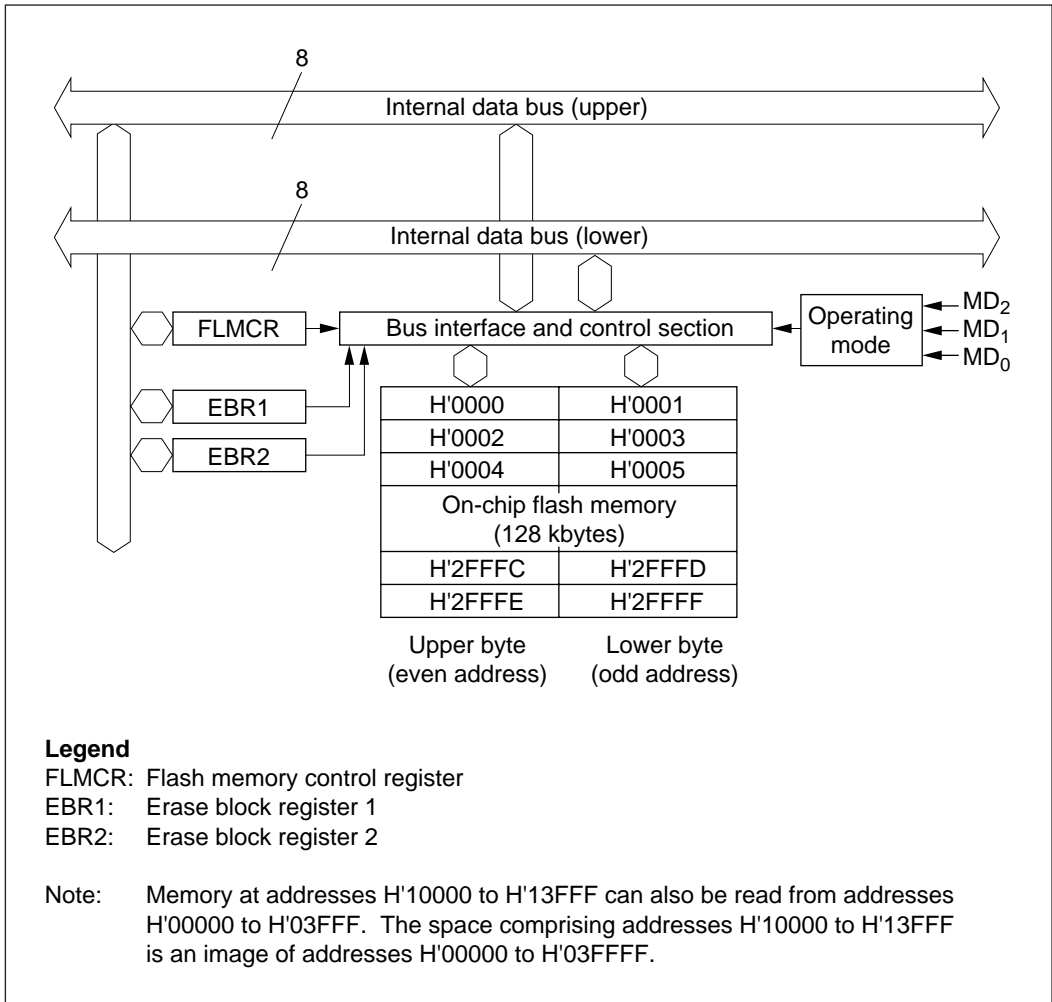 8
Internal data bus (upper)
8
Internal data bus (lower)
FLMCR
Bus interface and control section
Operating
mode
MD2
MD1
MD0
EBR1
EBR2
H'0000 H'0001
H'0002 H'0003
H'0004 H'0005
On-chip flash memory
(128 kbytes)
H'2FFFC H'2FFFD
H'2FFFE H'2FFFF
Upper byte
(even address)
Lower byte
(odd address)
Legend
FLMCR: Flash memory control register
EBR1: Erase block register 1
EBR2: Erase block register 2
Note: Memory at addresses H'10000 to H'13FFF can also be read from addresses
H'00000 to H'03FFF. The space comprising addresses H'10000 to H'13FFF
is an image of addresses H'00000 to H'03FFFF.